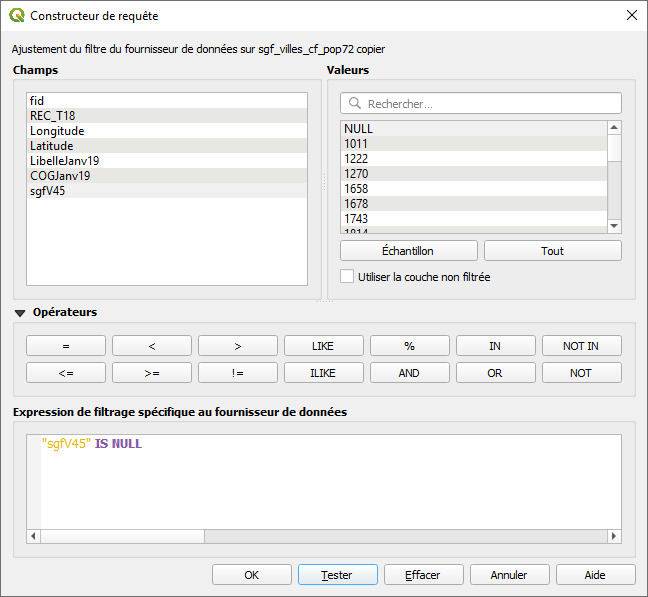 Constructeur de requête
Ajustement du filtre du fournisseur de données sur sgf_villes_cf_pop72 copier
Champs
fid
REC_T18
Longitude
Latitude
LibelleJanv19
COGJanv19
sgfV45
Valeurs
Rechercher...
NULL
1011
1222
1270
1658
1678
1743
1814
Échantillon Tout
Utiliser la couche non filtrée
Opérateurs
= < > LIKE % IN NOT IN
<= >= != ILIKE AND OR NOT
Expression de filtrage spécifique au fournisseur de données
"sgfV45" IS NULL
OK Tester Effacer Annuler Aide